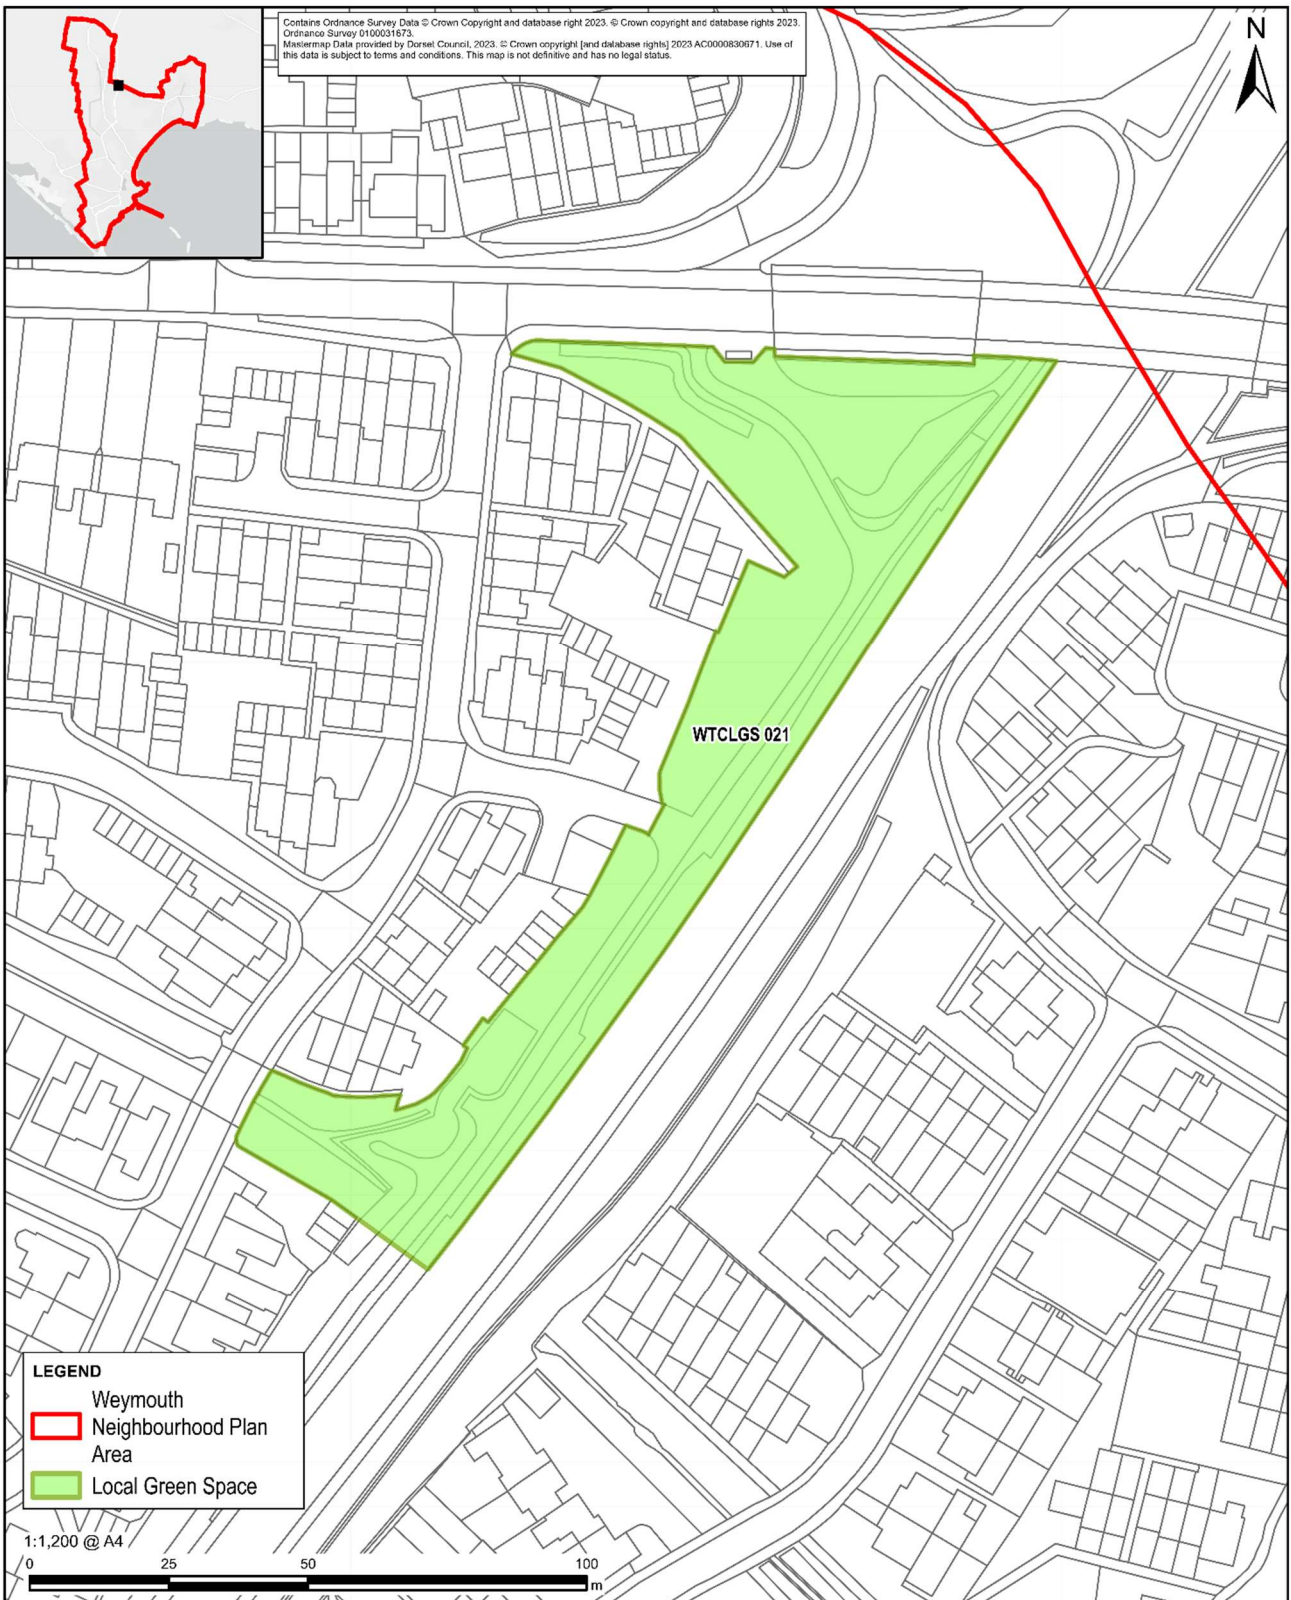 Contains Ordnance Survey Data © Crown Copyright and database right 2023. © Crown copyright and database rights 2023.
Ordnance Survey 0100031673.
Mastermap Data provided by Dorset Council, 2023. © Crown copyright [and database rights] 2023 AC0000830671. Use of
this data is subject to terms and conditions. This map is not definitive and has no legal status.
N
WTCLGS 021
LEGEND
Weymouth
Neighbourhood Plan
Area
Local Green Space
1:1,200 @ A4
0 25 50 100
m